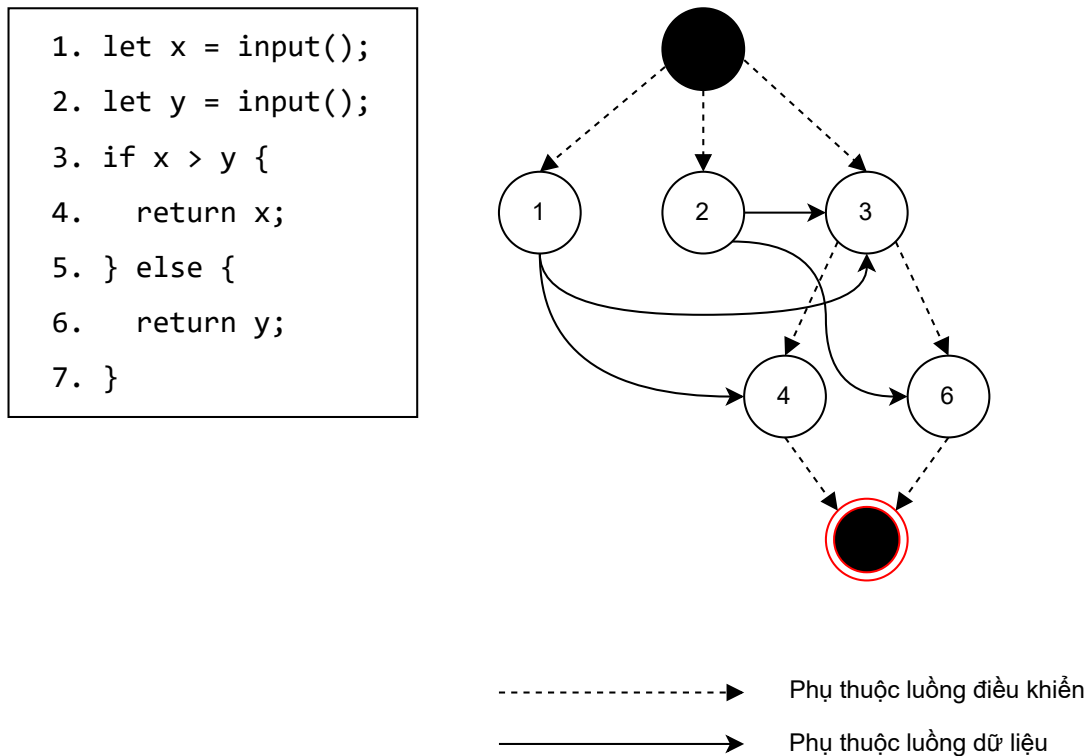 1. let x = input();
2. let y = input();
3. if x > y {
4.   return x;
5. } else {
6.   return y;
7. }
1
2
3
4
6
Phụ thuộc luồng điều khiển
Phụ thuộc luồng dữ liệu